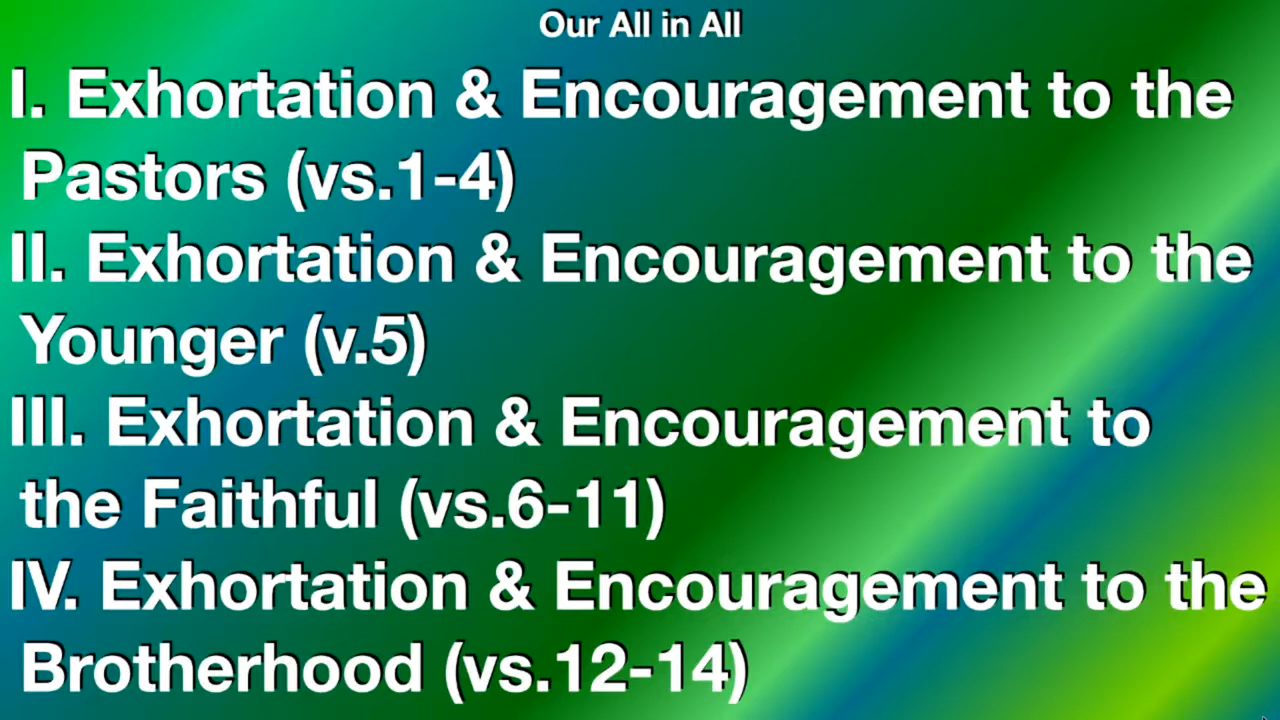 Our All in All
I. Exhortation & Encouragement to the
Pastors (vs.1-4)
II. Exhortation & Encouragement to the
Younger (v.5)
III. Exhortation & Encouragement to
the Faithful (vs.6-11)
IV. Exhortation & Encouragement to the
Brotherhood (vs.12-14)